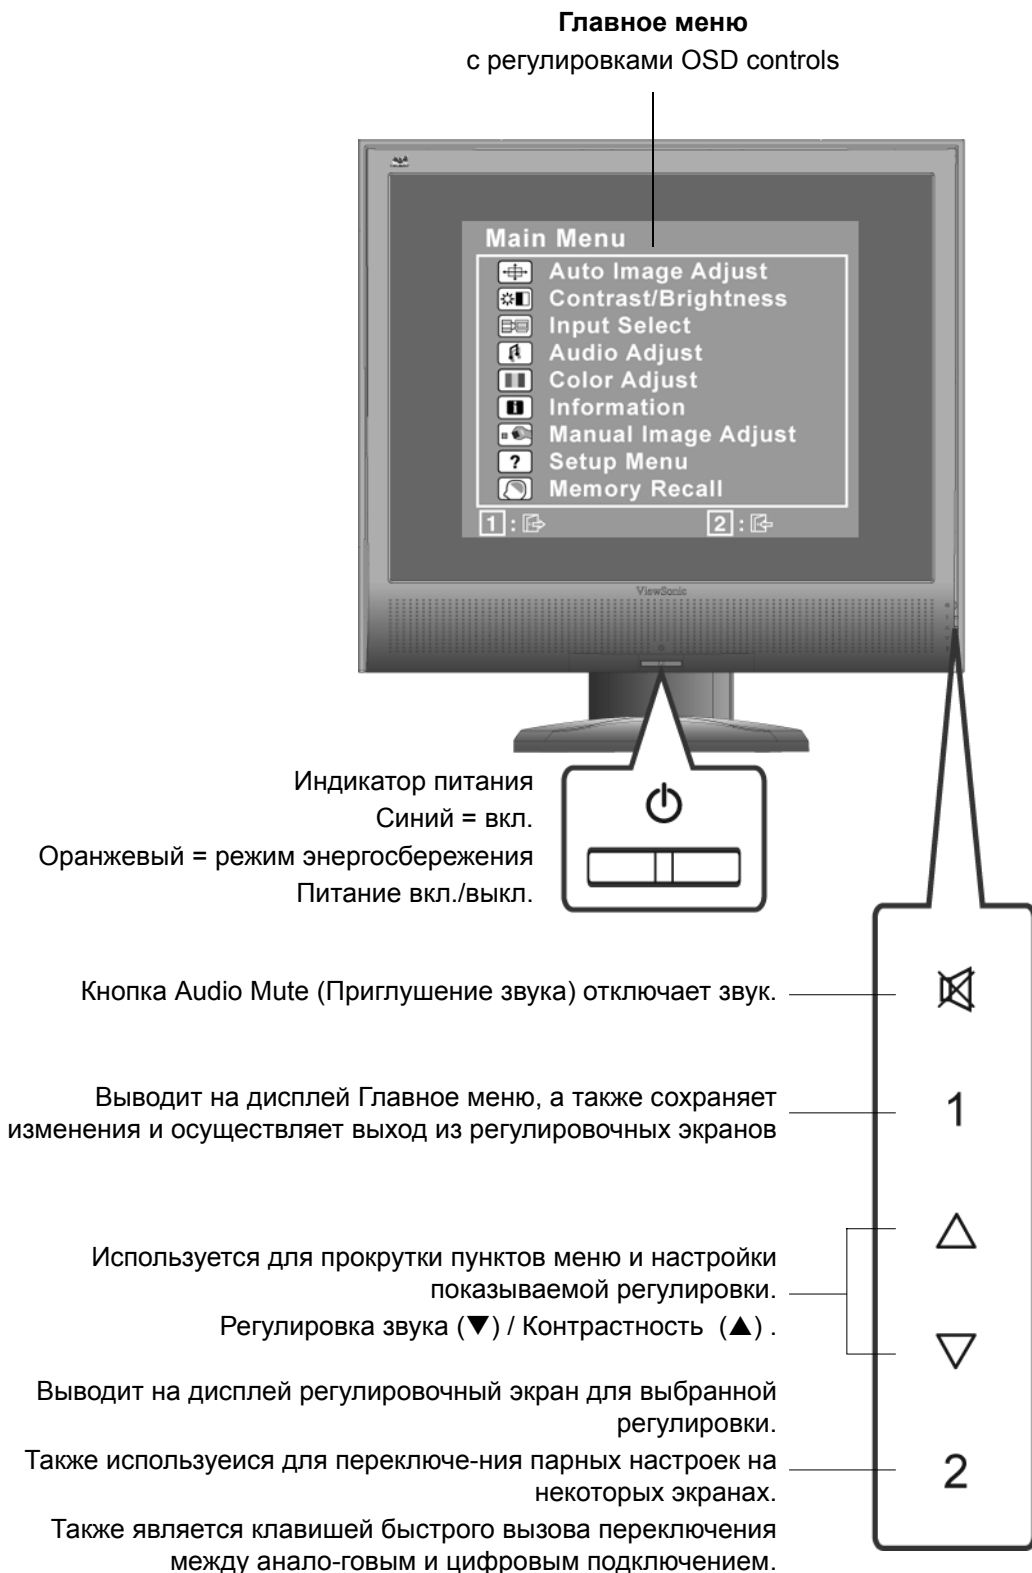 Главное меню
с регулировками OSD controls
Main Menu
Auto Image Adjust
Contrast/Brightness
Input Select
Audio Adjust
Color Adjust
Information
Manual Image Adjust
Setup Menu
Memory Recall
1 : 2 :
ViewSonic
Индикатор питания
Синий = вкл.
Оранжевый = режим энергосбережения
Питание вкл./выкл.
Кнопка Audio Mute (Приглушение звука) отключает звук.
Выводит на дисплей Главное меню, а также сохраняет
изменения и осуществляет выход из регулировочных экранов
1
Используется для прокрутки пунктов меню и настройки
показываемой регулировки.
Регулировка звука (▼) / Контрастность (▲) .
Выводит на дисплей регулировочный экран для выбранной
регулировки.
Также используеися для переключе-ния парных настроек на
некоторых экранах.
2
Также является клавишей быстрого вызова переключения
между анало-говым и цифровым подключением.